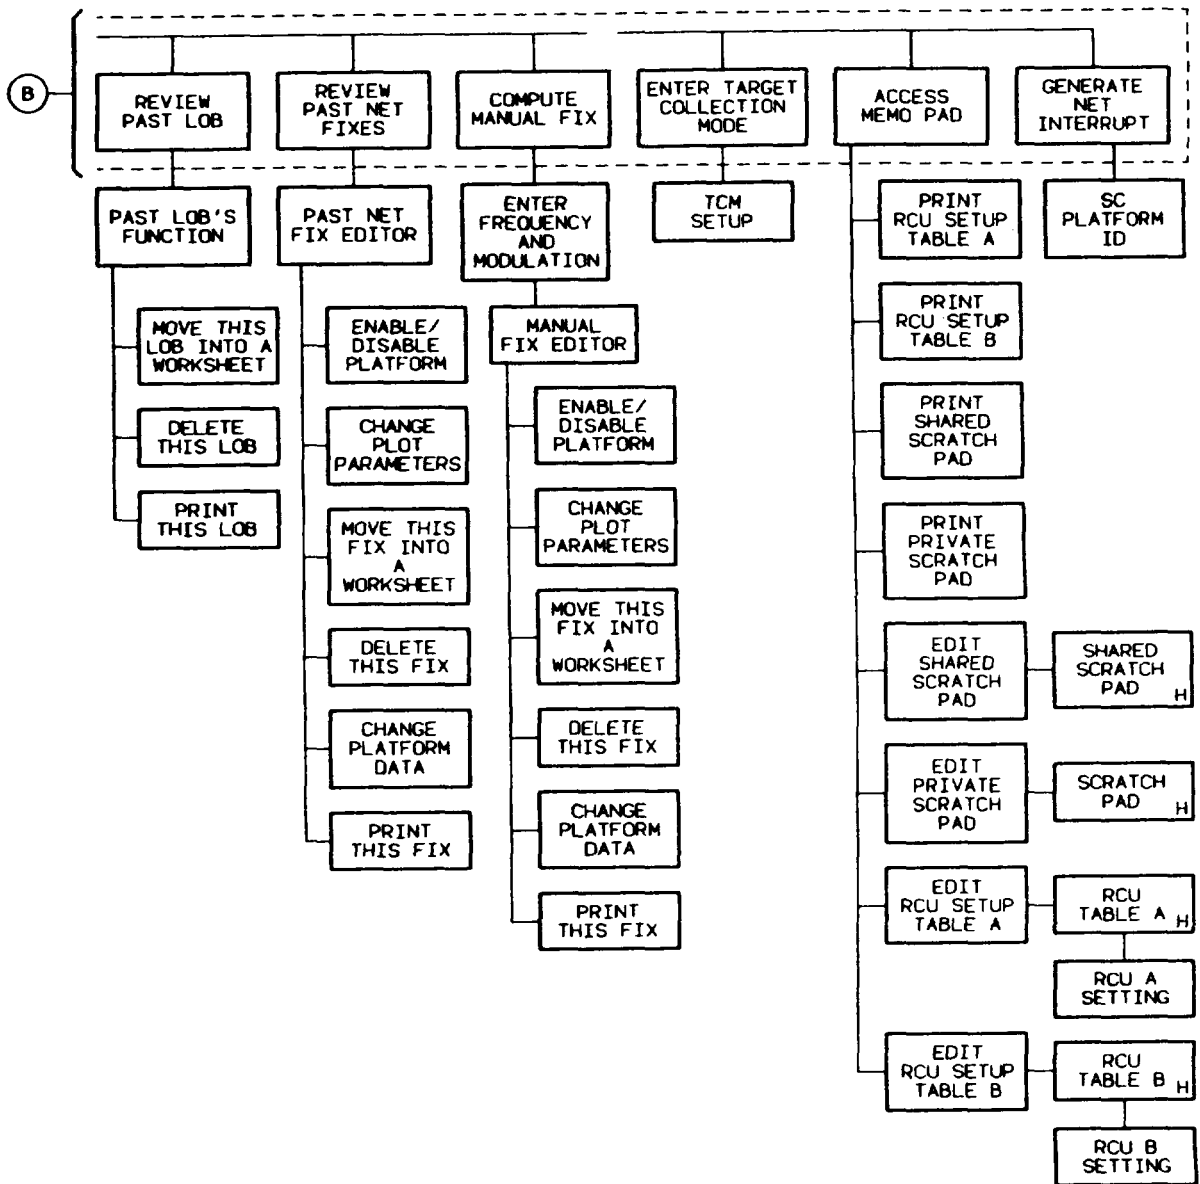 B
REVIEW
PAST LOB
REVIEW
PAST NET
FIXES
COMPUTE
MANUAL FIX
ENTER TARGET
COLLECTION
MODE
ACCESS
MEMO PAD
GENERATE
NET
INTERRUPT
PAST LOB'S
FUNCTION
MOVE THIS
LOB INTO A
WORKSHEET
DELETE
THIS LOB
PRINT
THIS LOB
PAST NET
FIX EDITOR
ENABLE/
DISABLE
PLATFORM
CHANGE
PLOT
PARAMETERS
MOVE THIS
FIX INTO
A
WORKSHEET
DELETE
THIS FIX
CHANGE
PLATFORM
DATA
PRINT
THIS FIX
ENTER
FREQUENCY
AND
MODULATION
MANUAL
FIX EDITOR
ENABLE/
DISABLE
PLATFORM
CHANGE
PLOT
PARAMETERS
MOVE THIS
FIX INTO
A
WORKSHEET
DELETE
THIS FIX
CHANGE
PLATFORM
DATA
PRINT
THIS FIX
TCM
SETUP
PRINT
RCU SETUP
TABLE A
PRINT
RCU SETUP
TABLE B
PRINT
SHARED
SCRATCH
PAD
PRINT
PRIVATE
SCRATCH
PAD
EDIT
SHARED
SCRATCH
PAD
SHARED
SCRATCH
PAD H
EDIT
PRIVATE
SCRATCH
PAD
SCRATCH
PAD H
EDIT
RCU SETUP
TABLE A
RCU
TABLE A H
RCU A
SETTING
EDIT
RCU SETUP
TABLE B
RCU
TABLE B H
RCU B
SETTING
SC
PLATFORM
ID